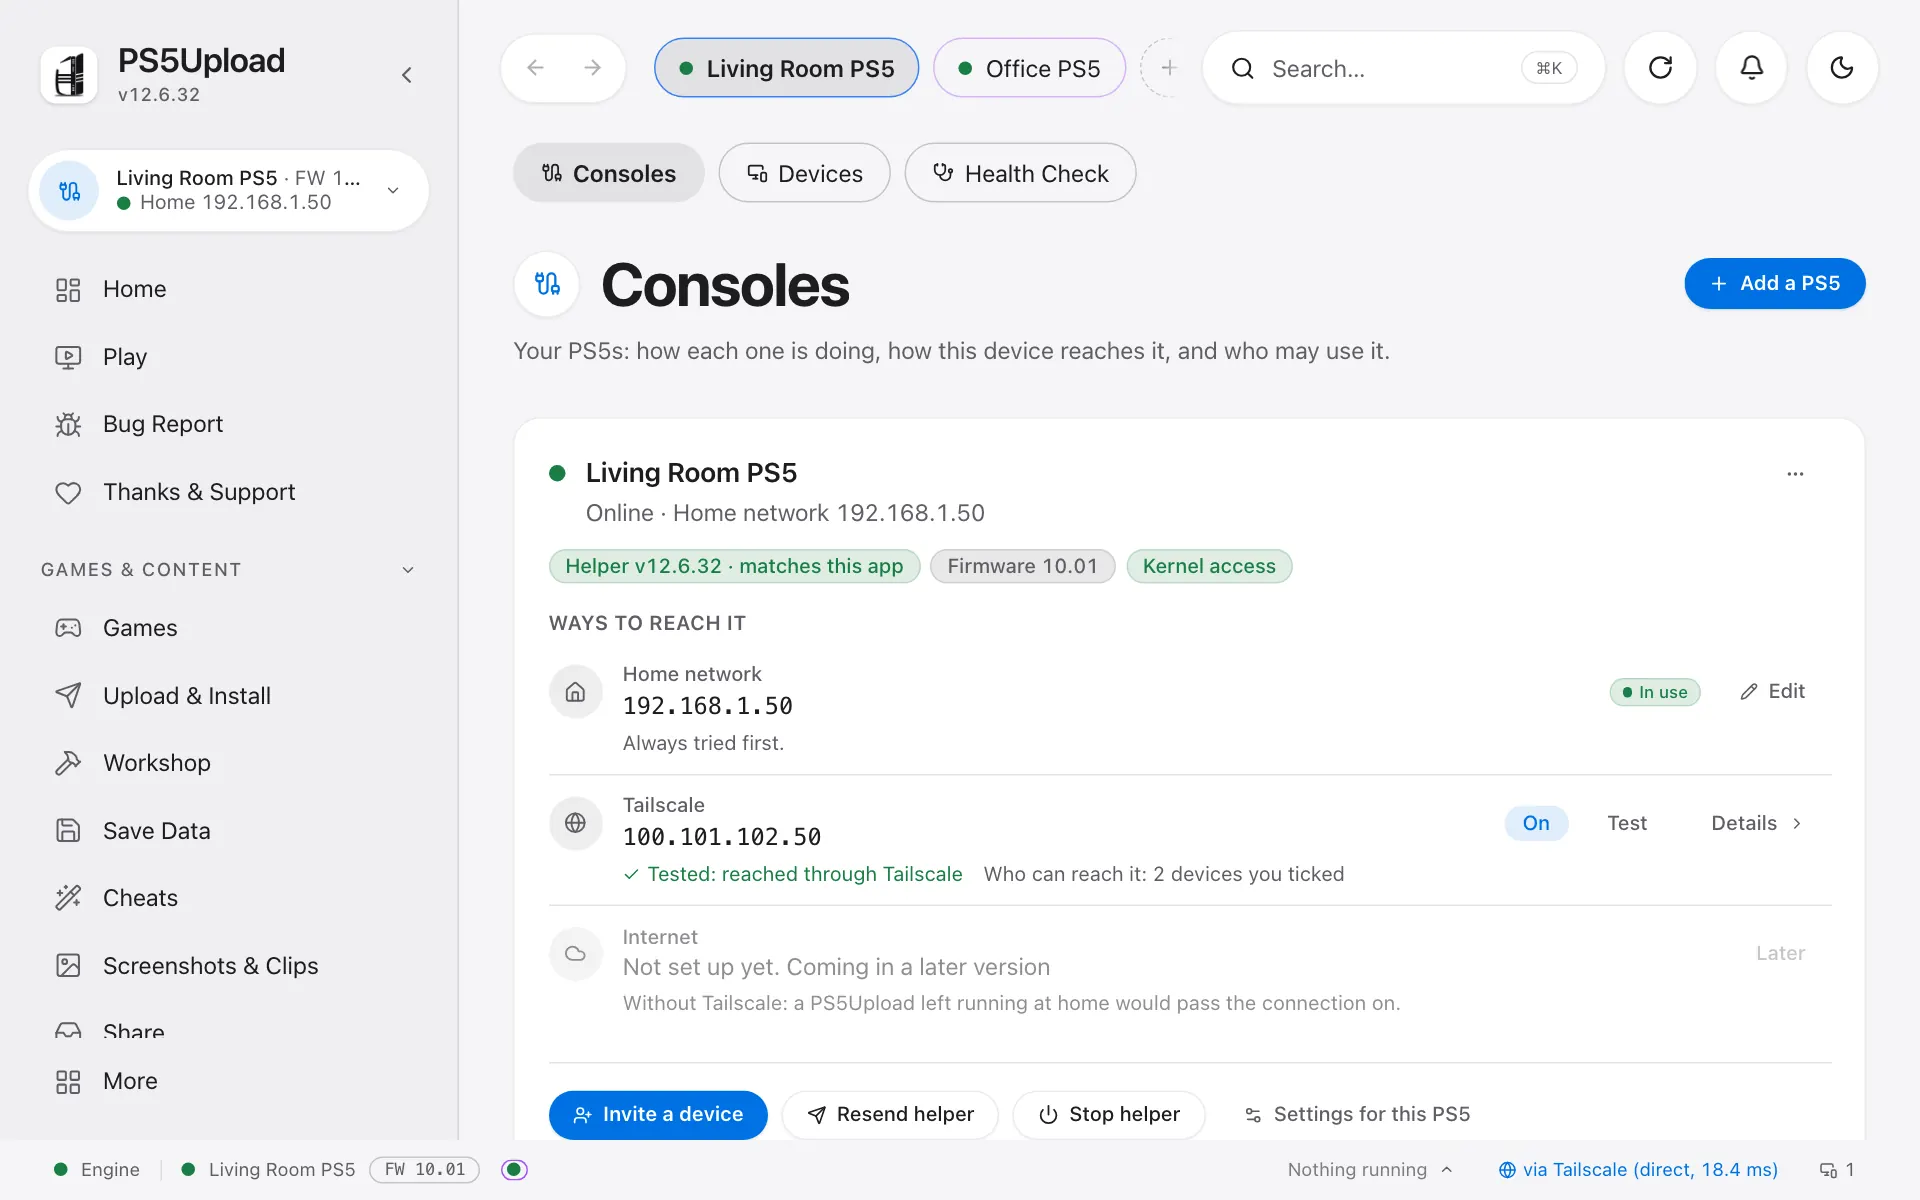 PS5Upload
v12.6.32
Living Room PS5 · FW 1...
Home 192.168.1.50
Home
Play
Bug Report
Thanks & Support
GAMES & CONTENT
Games
Upload & Install
Workshop
Save Data
Cheats
Screenshots & Clips
Share
More
Living Room PS5
Office PS5
Search...
⌘K
Consoles
Devices
Health Check
Consoles
Add a PS5
Your PS5s: how each one is doing, how this device reaches it, and who may use it.
Living Room PS5
Online · Home network 192.168.1.50
Helper v12.6.32 · matches this app
Firmware 10.01
Kernel access
WAYS TO REACH IT
Home network
192.168.1.50
Always tried first.
In use
Edit
Tailscale
100.101.102.50
Tested: reached through Tailscale
Who can reach it: 2 devices you ticked
On
Test
Details
Internet
Not set up yet. Coming in a later version
Without Tailscale: a PS5Upload left running at home would pass the connection on.
Later
Invite a device
Resend helper
Stop helper
Settings for this PS5
Engine
Living Room PS5
FW 10.01
Nothing running
via Tailscale (direct, 18.4 ms)
1